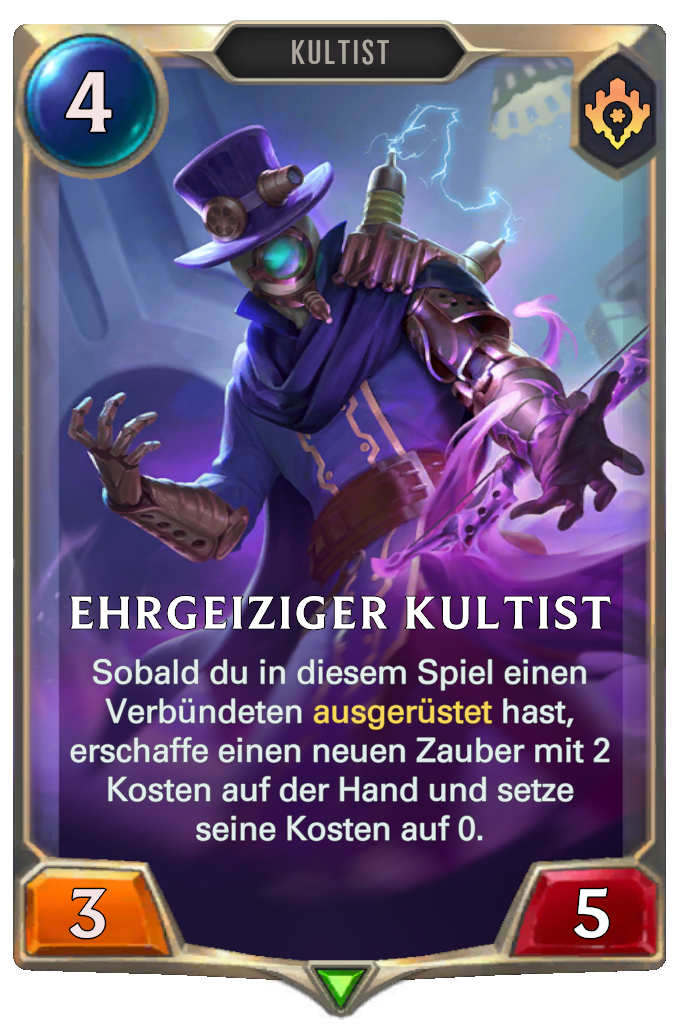 KULTIST
4
EHRGEIZIGER KULTIST
Sobald du in diesem Spiel einen
Verbündeten ausgerüstet hast,
erschaffe einen neuen Zauber mit 2
Kosten auf der Hand und setze
seine Kosten auf 0.
3
5